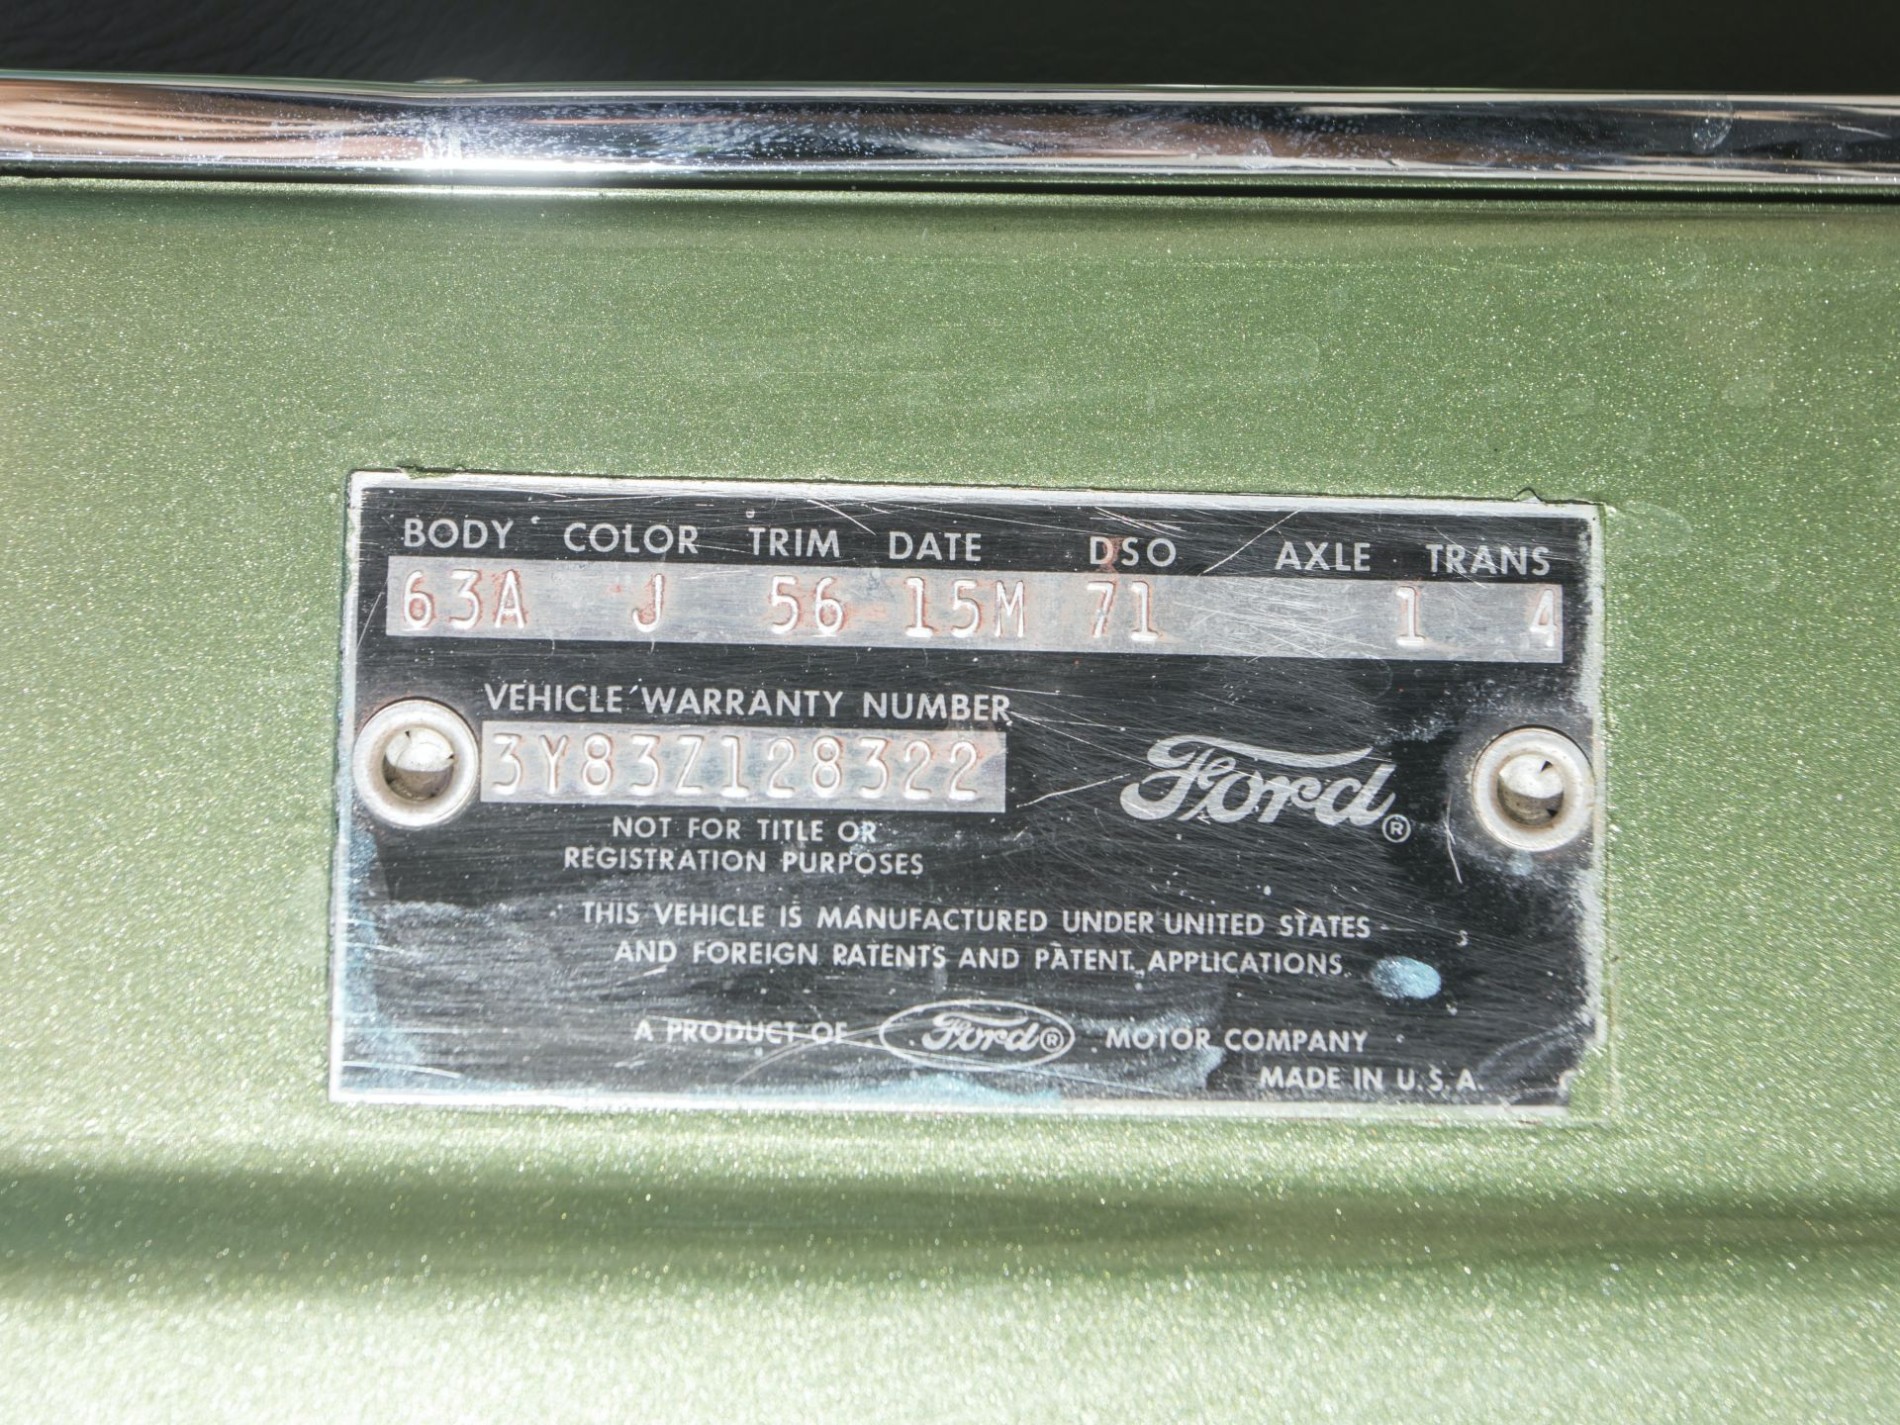 BODY COLOR TRIM DATE DSO AXLE TRANS
63A J 56 15M 71 1 4
VEHICLE WARRANTY NUMBER
3Y83Z128322
Ford®
NOT FOR TITLE OR
REGISTRATION PURPOSES
THIS VEHICLE IS MANUFACTURED UNDER UNITED STATES
AND FOREIGN PATENTS AND PATENT APPLICATIONS.
A PRODUCT OF Ford® MOTOR COMPANY
MADE IN U.S.A.